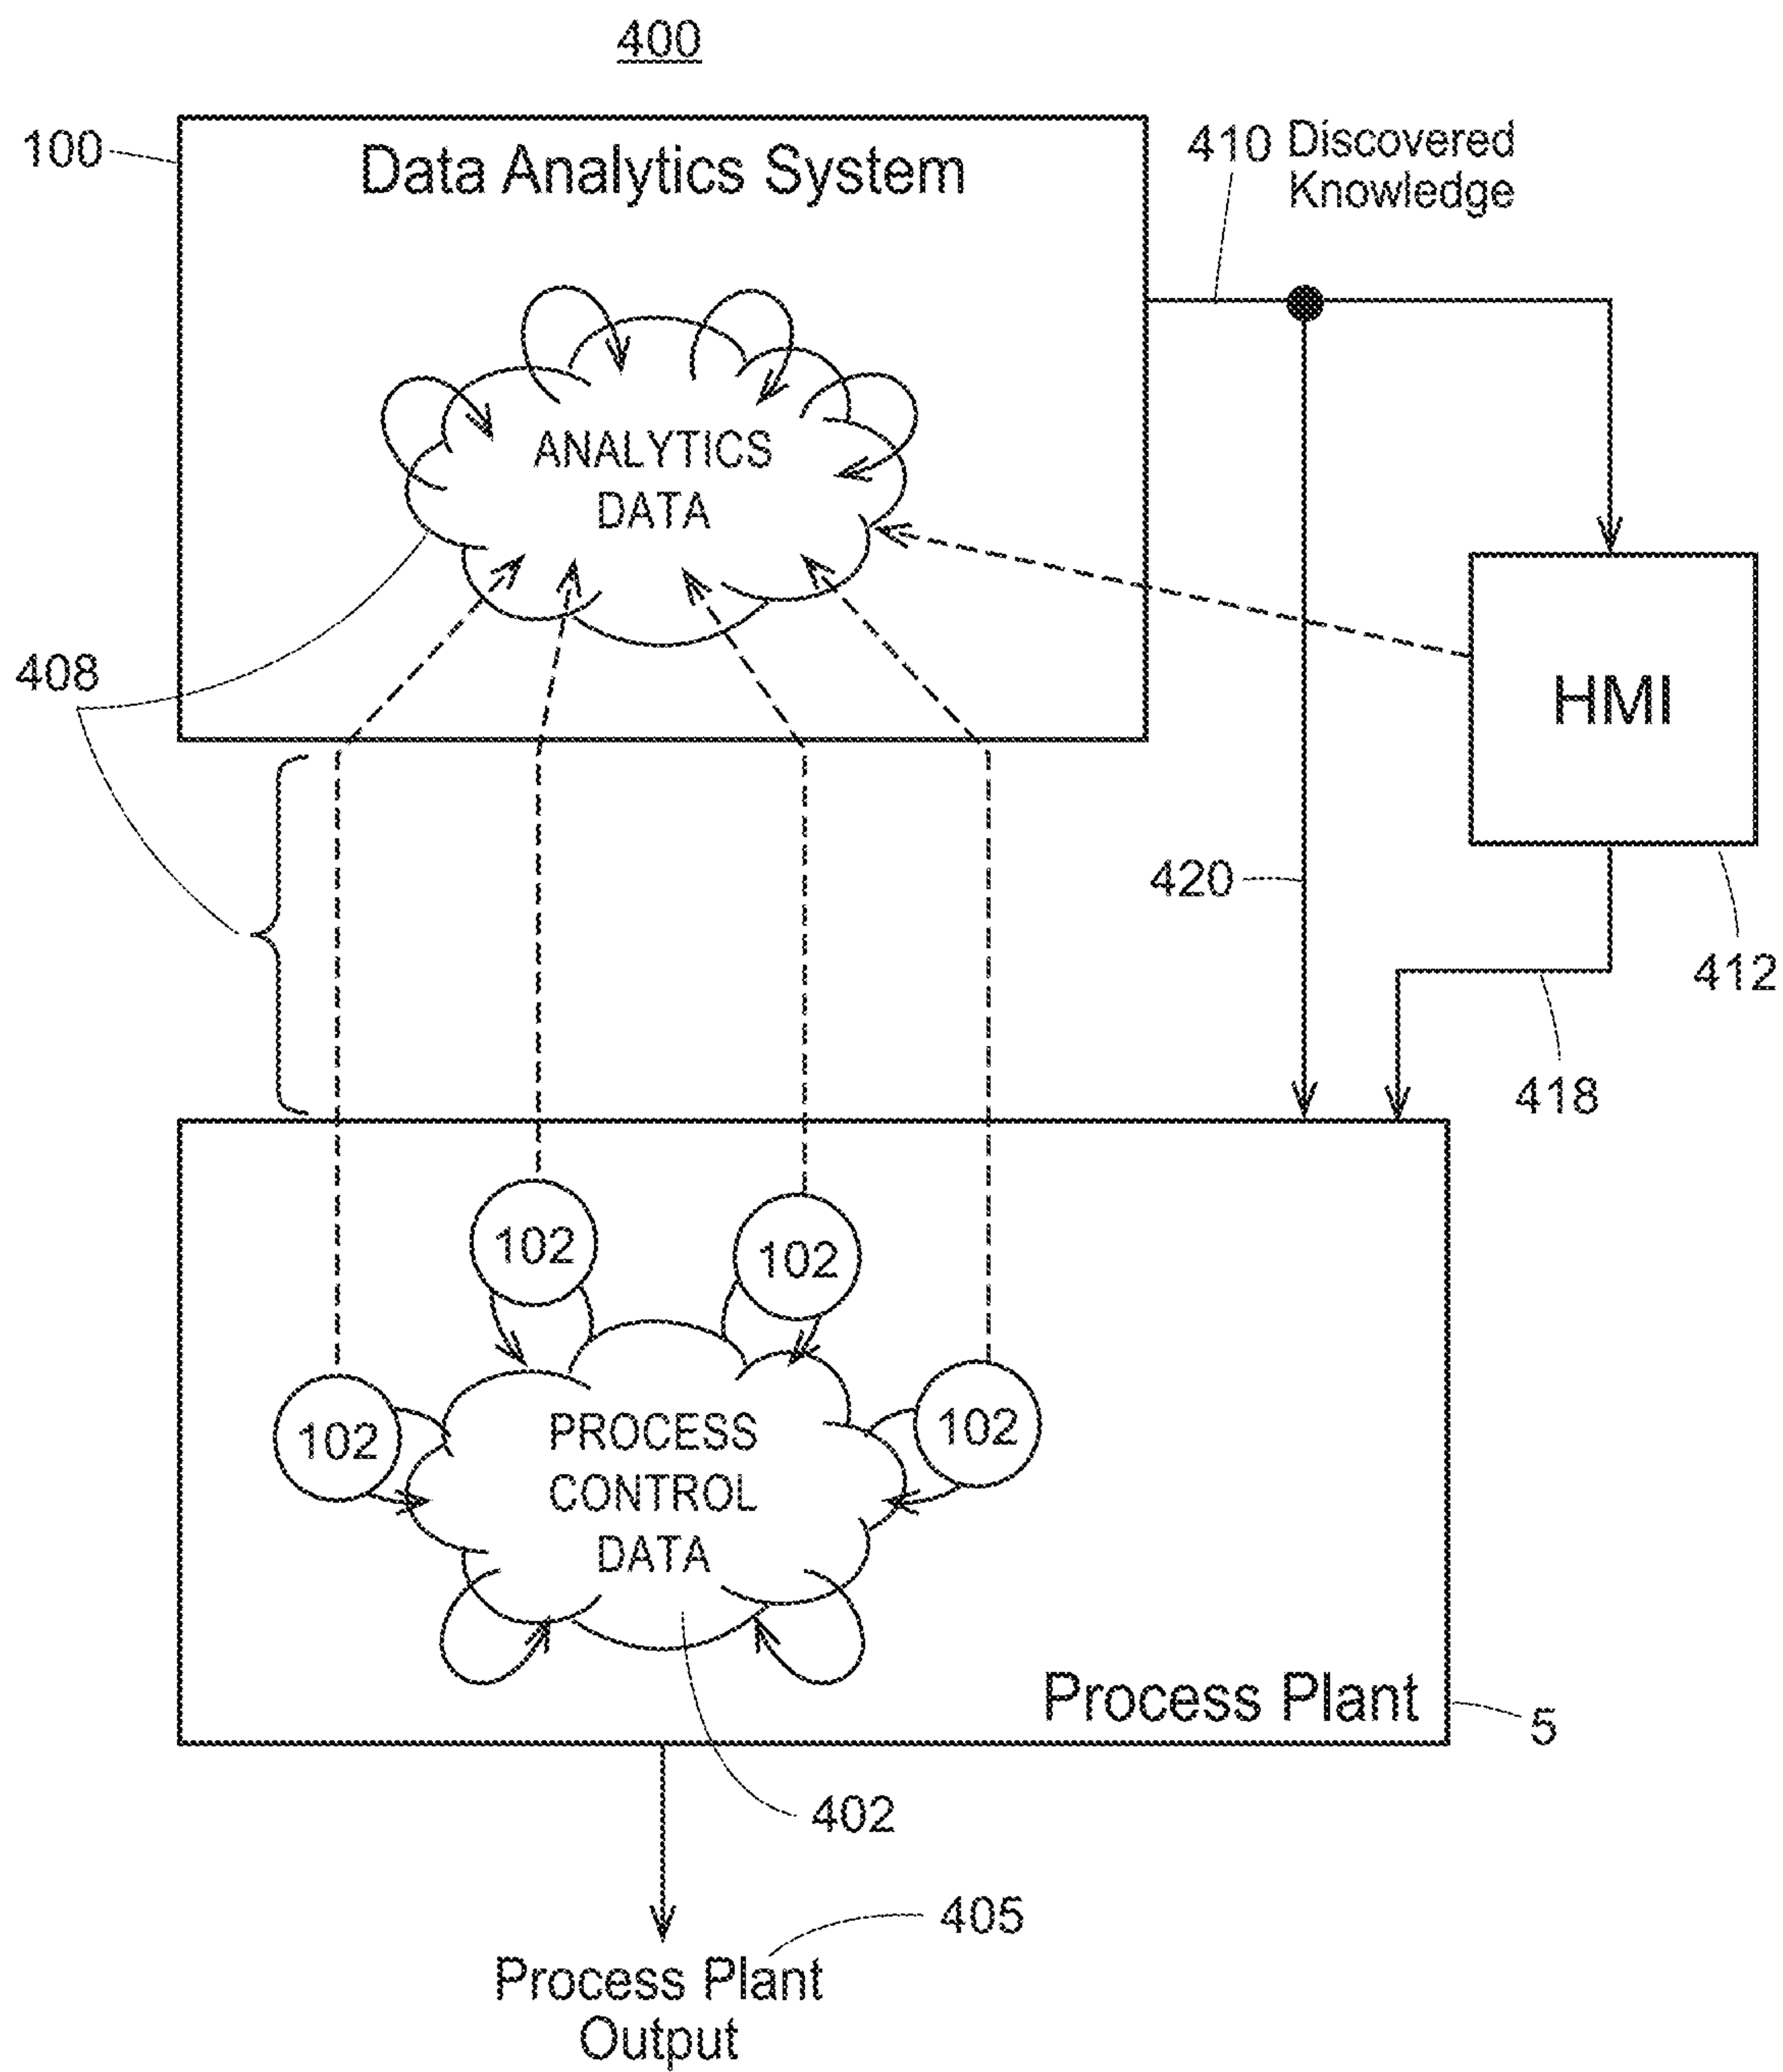 400
100
Data Analytics System
410 Discovered
Knowledge
ANALYTICS
DATA
408
HMI
420
412
418
102
102
102
102
PROCESS
CONTROL
DATA
Process Plant
5
402
405
Process Plant
Output